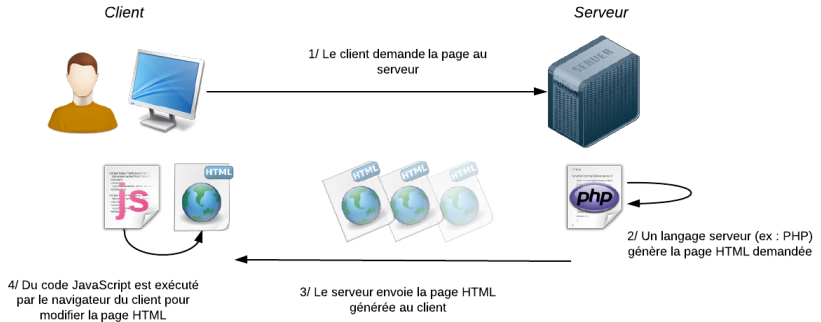 Client
Serveur
1/ Le client demande la page au
serveur
SERVER
js
HTML
HTML
HTML
HTML
php
2/ Un langage serveur (ex : PHP)
génère la page HTML demandée
3/ Le serveur envoie la page HTML
générée au client
4/ Du code JavaScript est exécuté
par le navigateur du client pour
modifier la page HTML